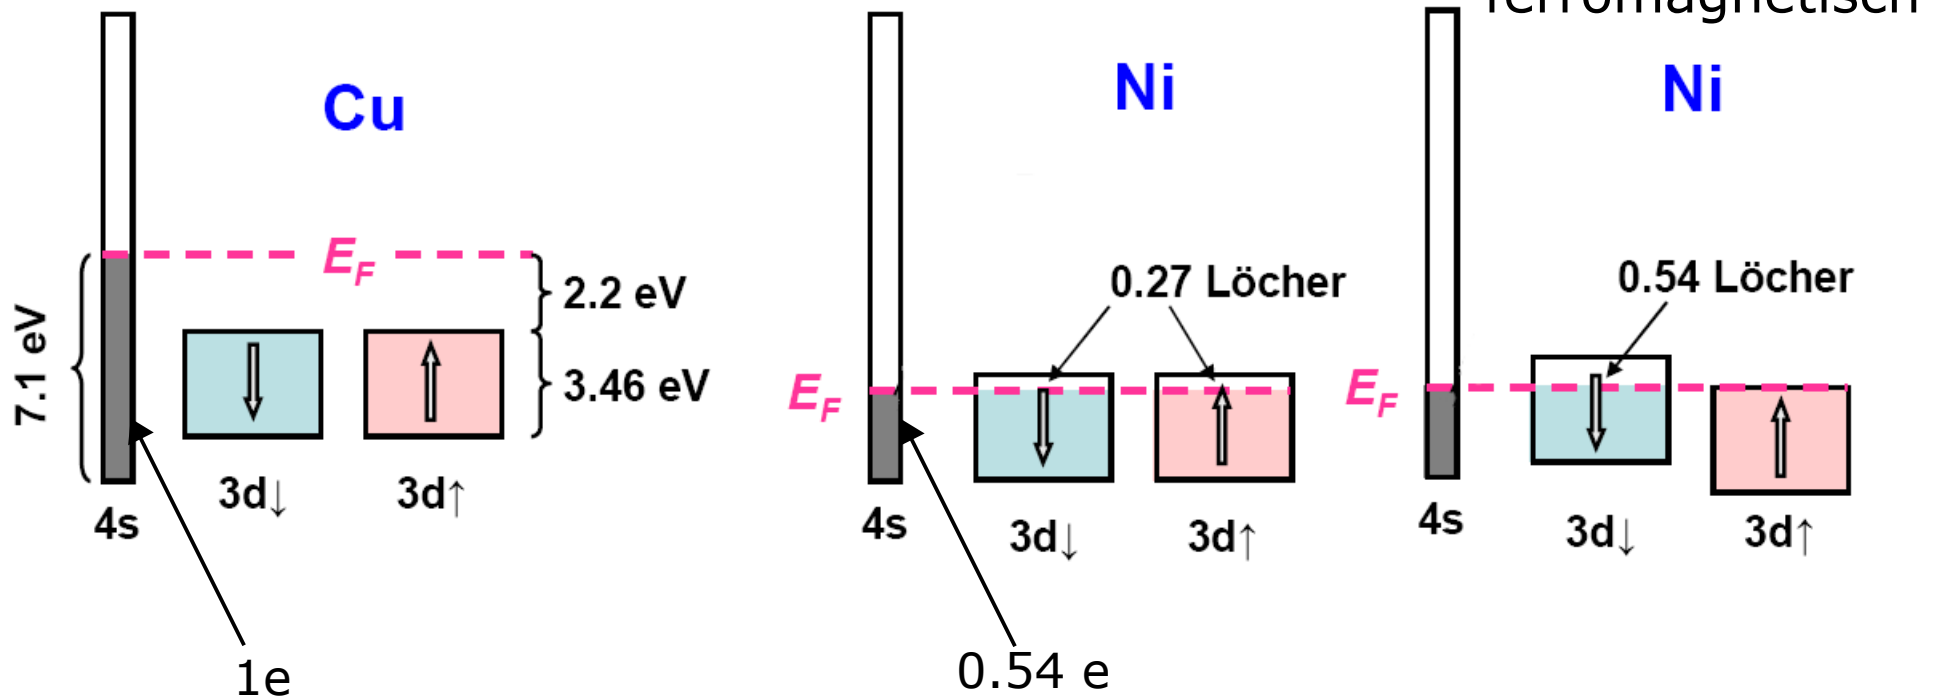 ferromagnetisch
Cu
Ni
Ni
E_F
7.1 eV
2.2 eV
3.46 eV
0.27 Löcher
0.54 Löcher
E_F
E_F
4s
3d↓
3d↑
4s
3d↓
3d↑
4s
3d↓
3d↑
1e
0.54 e